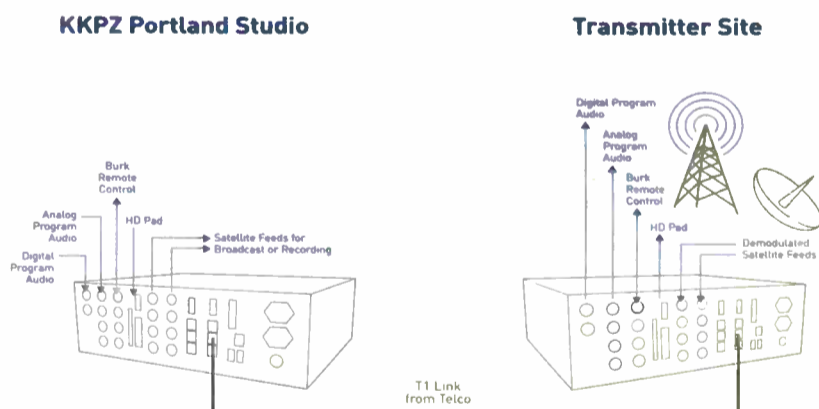 KKPZ Portland Studio
Transmitter Site
Burk
Remote
Control
Analog
Program
Audio
HD Pad
Digital
Program
Audio
Satellite Feeds for
Broadcast or Recording
Digital Program
Audio
Analog
Program
Audio
Burk
Remote
Control
HD Pad
Demodulated
Satellite Feeds
T1 Link
from Telco